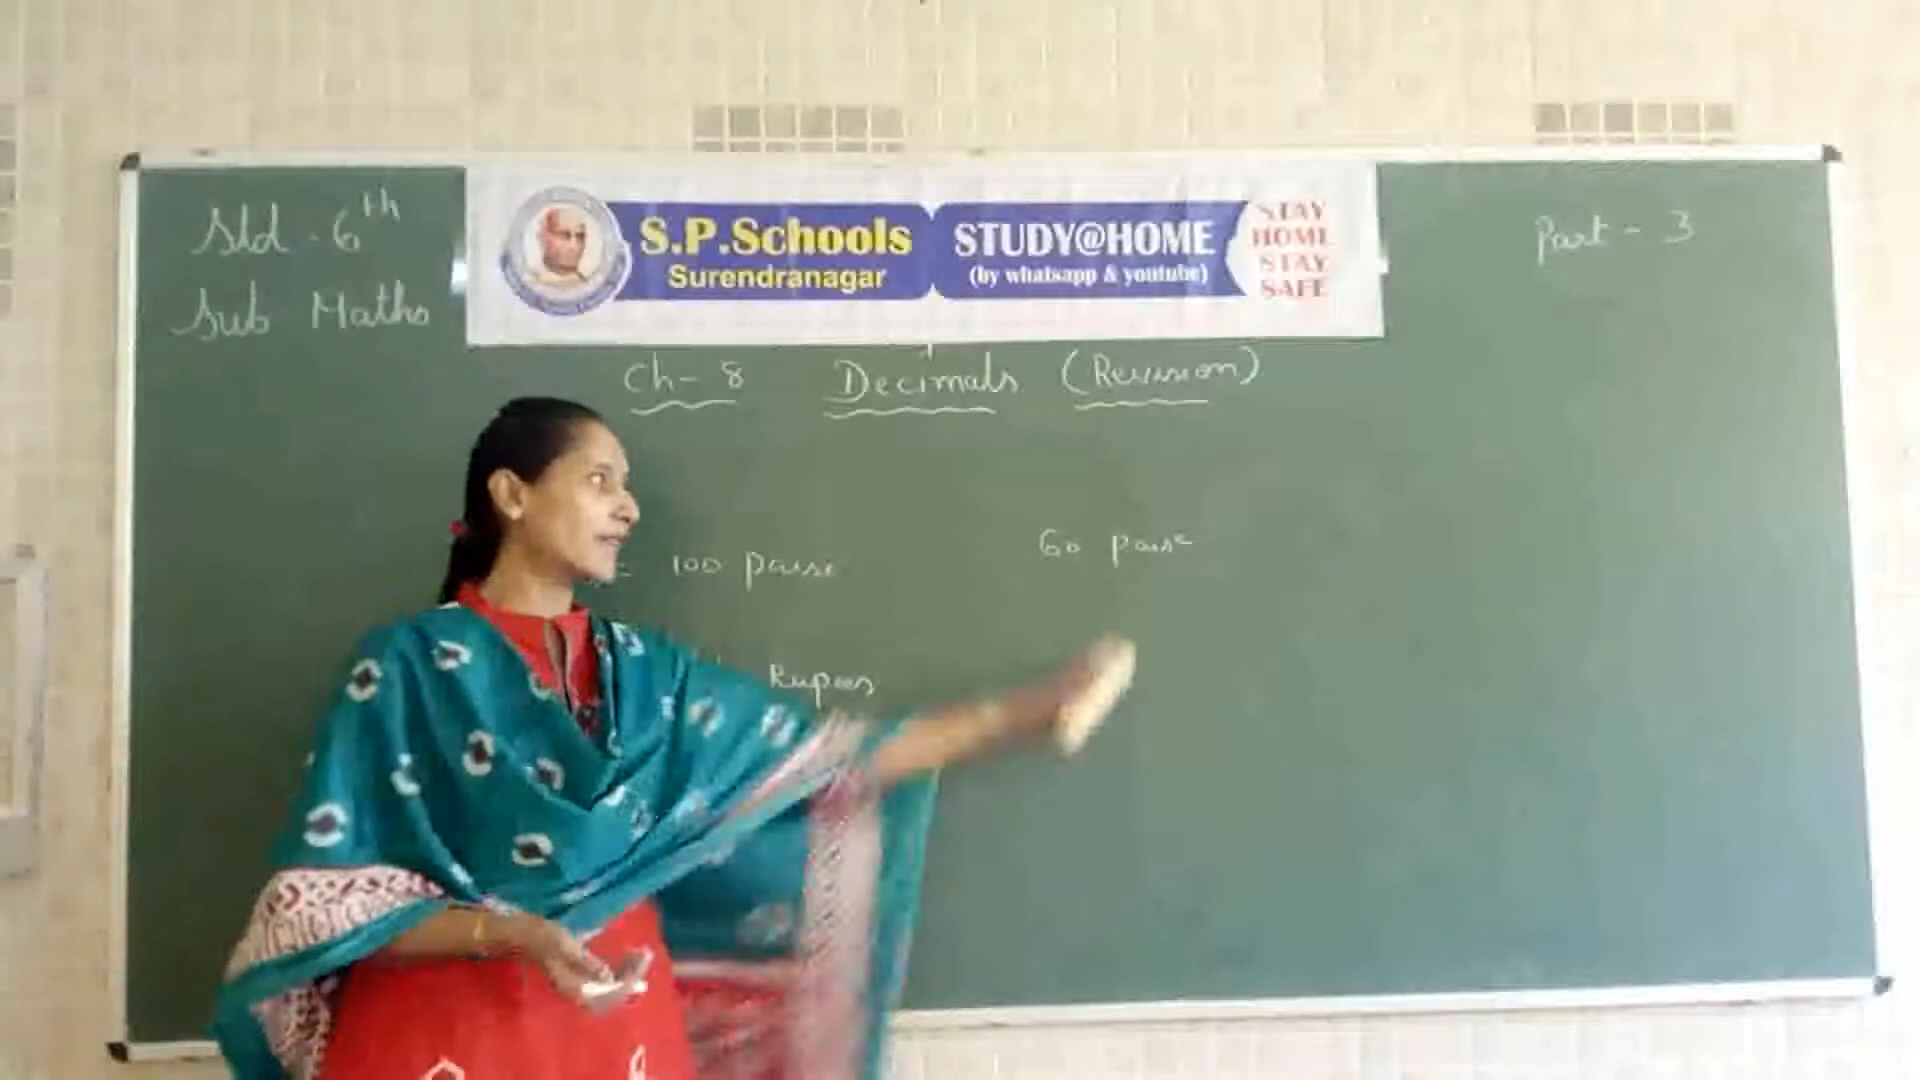 Std - 6th
Sub Maths
S.P.Schools
Surendranagar
STUDY@HOME
(by whatsapp & youtube)
STAY
HOME
STAY
SAFE
Part - 3
Ch - 8 Decimals (Revision)
= 100 paise
60 paise
Rupees